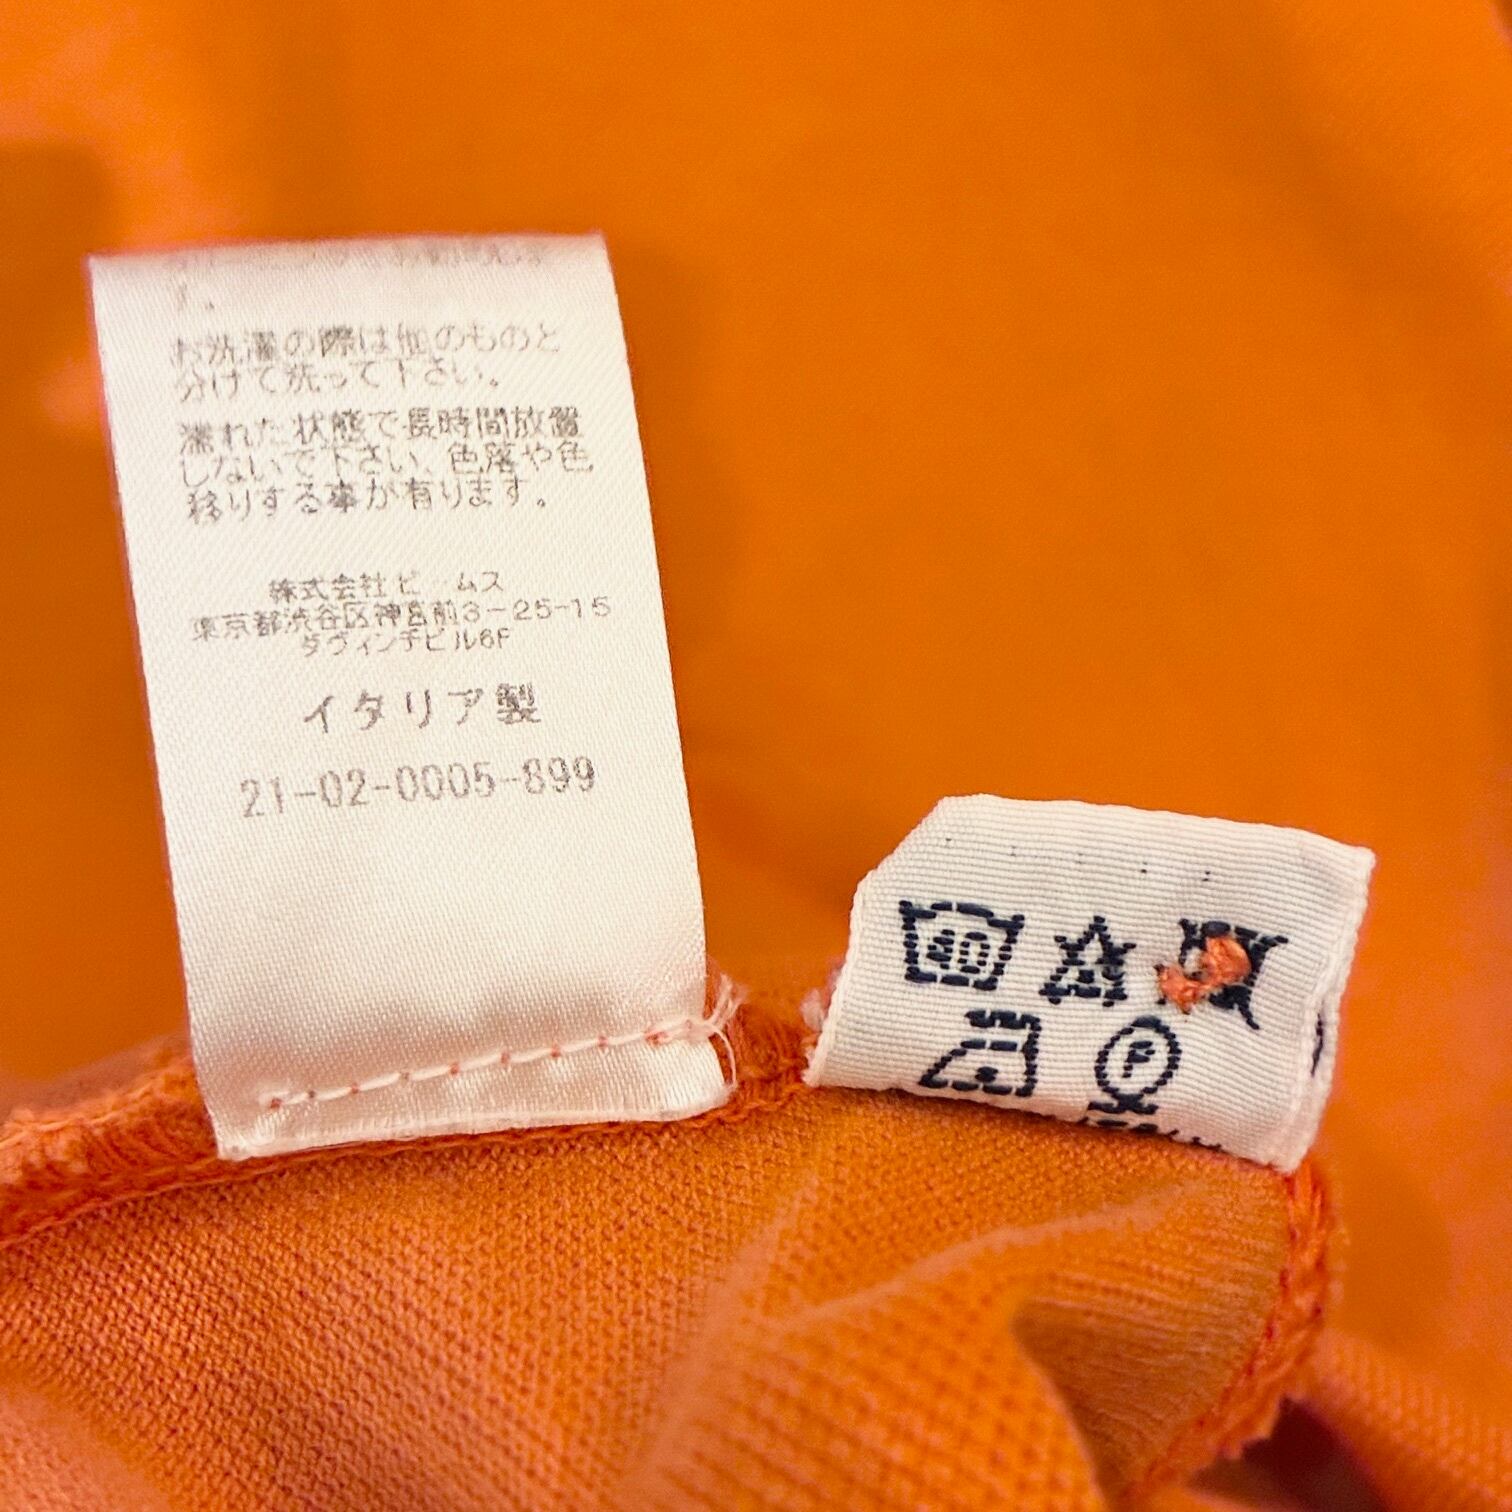 お洗濯の際は他のものと
分けて洗って下さい。
濡れた状態で長時間放置
しないで下さい、色落や色
移りする事が有ります。
株式会社ビームス
東京都渋谷区神宮前3-25-15
ダヴィンチビル6F
イタリア製
21-02-0005-899
40
F